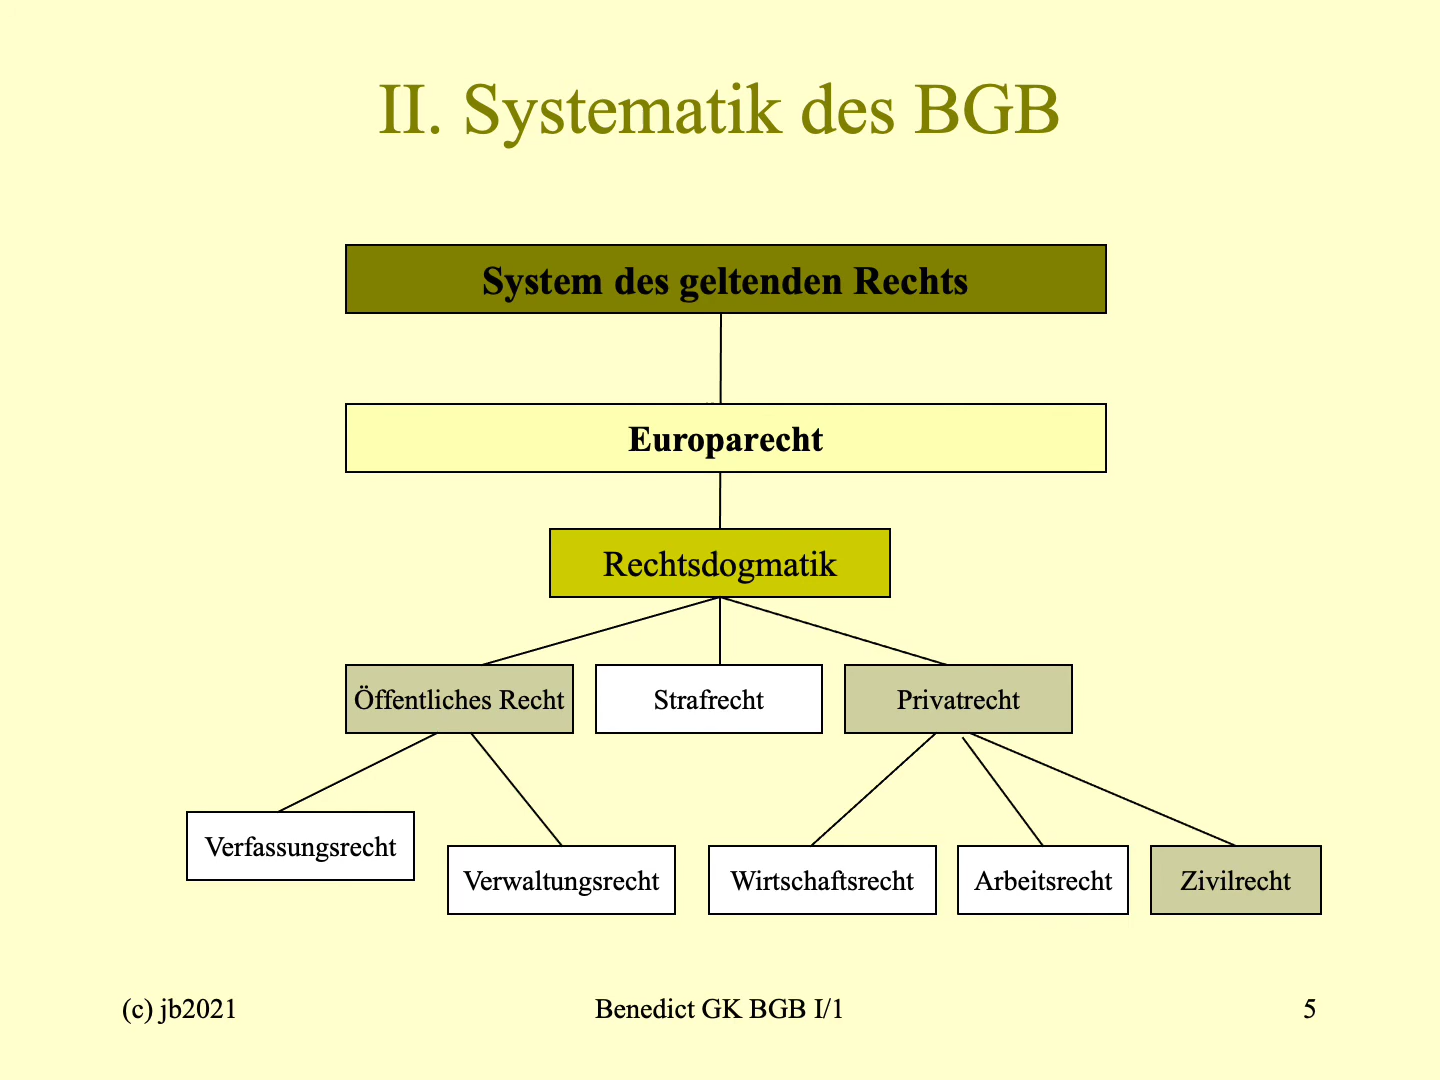 II. Systematik des BGB
System des geltenden Rechts
Europarecht
Rechtsdogmatik
Öffentliches Recht
Strafrecht
Privatrecht
Verfassungsrecht
Verwaltungsrecht
Wirtschaftsrecht
Arbeitsrecht
Zivilrecht
(c) jb2021
Benedict GK BGB I/1
5